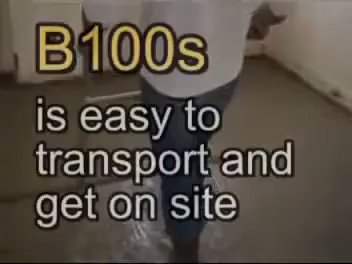 B100s
is easy to
transport and
get on site